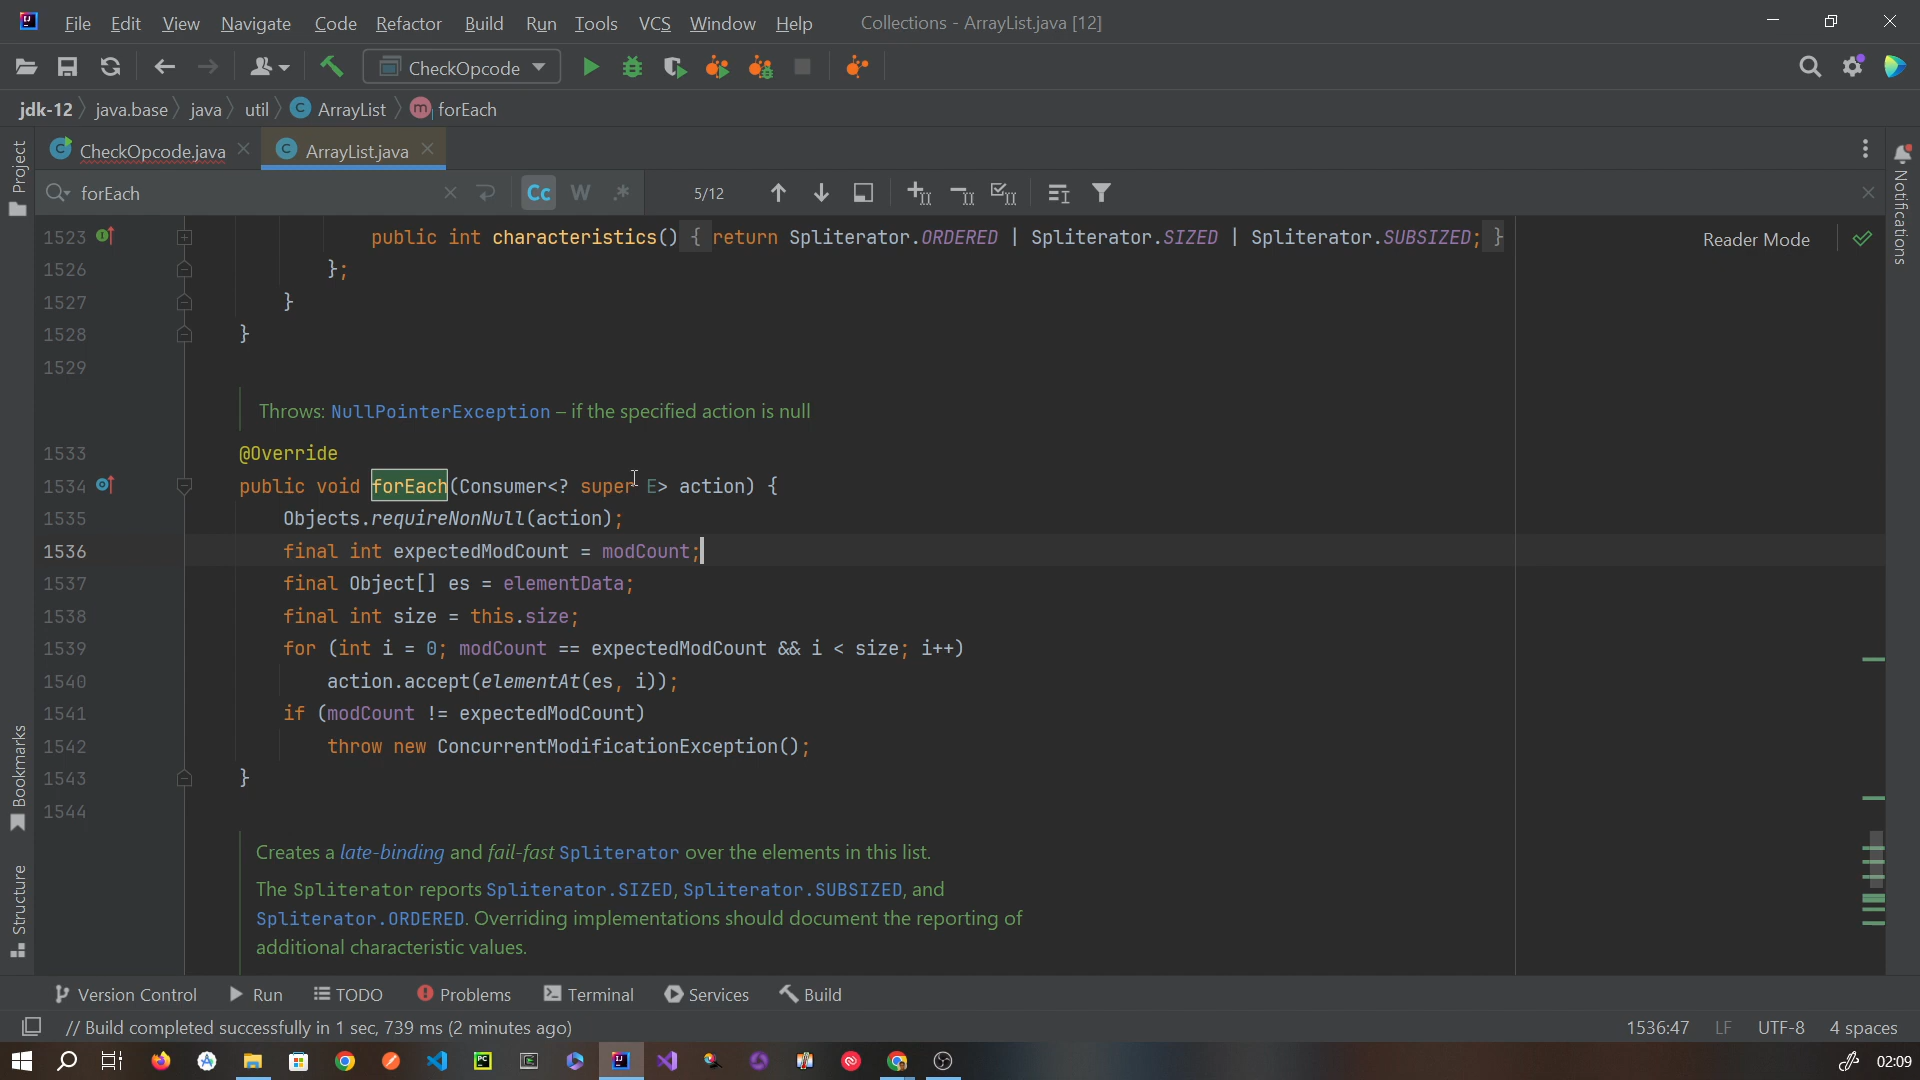 File Edit View Navigate Code Refactor Build Run Tools VCS Window Help Collections - ArrayList.java [12]
CheckOpcode
jdk-12 java.base java util ArrayList forEach
Project
CheckOpcode.java ArrayList.java
Notifications
forEach Cc W .* 5/12
Reader Mode
1523 public int characteristics() { return Spliterator.ORDERED | Spliterator.SIZED | Spliterator.SUBSIZED; }
1526 };
1527 }
1528 }
1529
Throws: NullPointerException – if the specified action is null
1533 @Override
1534 public void forEach(Consumer<? super E> action) {
1535 Objects.requireNonNull(action);
1536 final int expectedModCount = modCount;
1537 final Object[] es = elementData;
1538 final int size = this.size;
1539 for (int i = 0; modCount == expectedModCount && i < size; i++)
1540 action.accept(elementAt(es, i));
1541 if (modCount != expectedModCount)
1542 throw new ConcurrentModificationException();
1543 }
1544
Creates a late-binding and fail-fast Spliterator over the elements in this list.
The Spliterator reports Spliterator.SIZED, Spliterator.SUBSIZED, and
Spliterator.ORDERED. Overriding implementations should document the reporting of
additional characteristic values.
Bookmarks
Structure
Version Control Run TODO Problems Terminal Services Build
// Build completed successfully in 1 sec, 739 ms (2 minutes ago) 1536:47 LF UTF-8 4 spaces
02:09